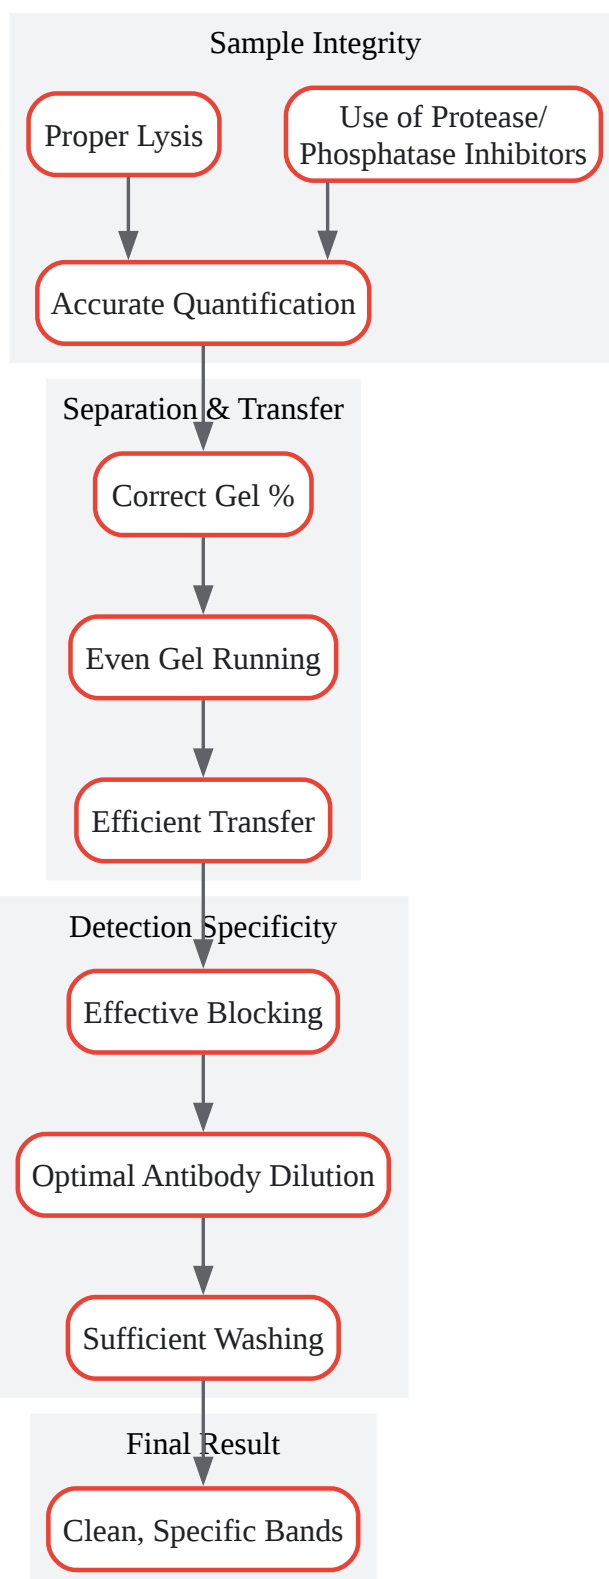 Sample Integrity
Proper Lysis
Use of Protease/
Phosphatase Inhibitors
Accurate Quantification
Separation & Transfer
Correct Gel %
Even Gel Running
Efficient Transfer
Detection Specificity
Effective Blocking
Optimal Antibody Dilution
Sufficient Washing
Final Result
Clean, Specific Bands